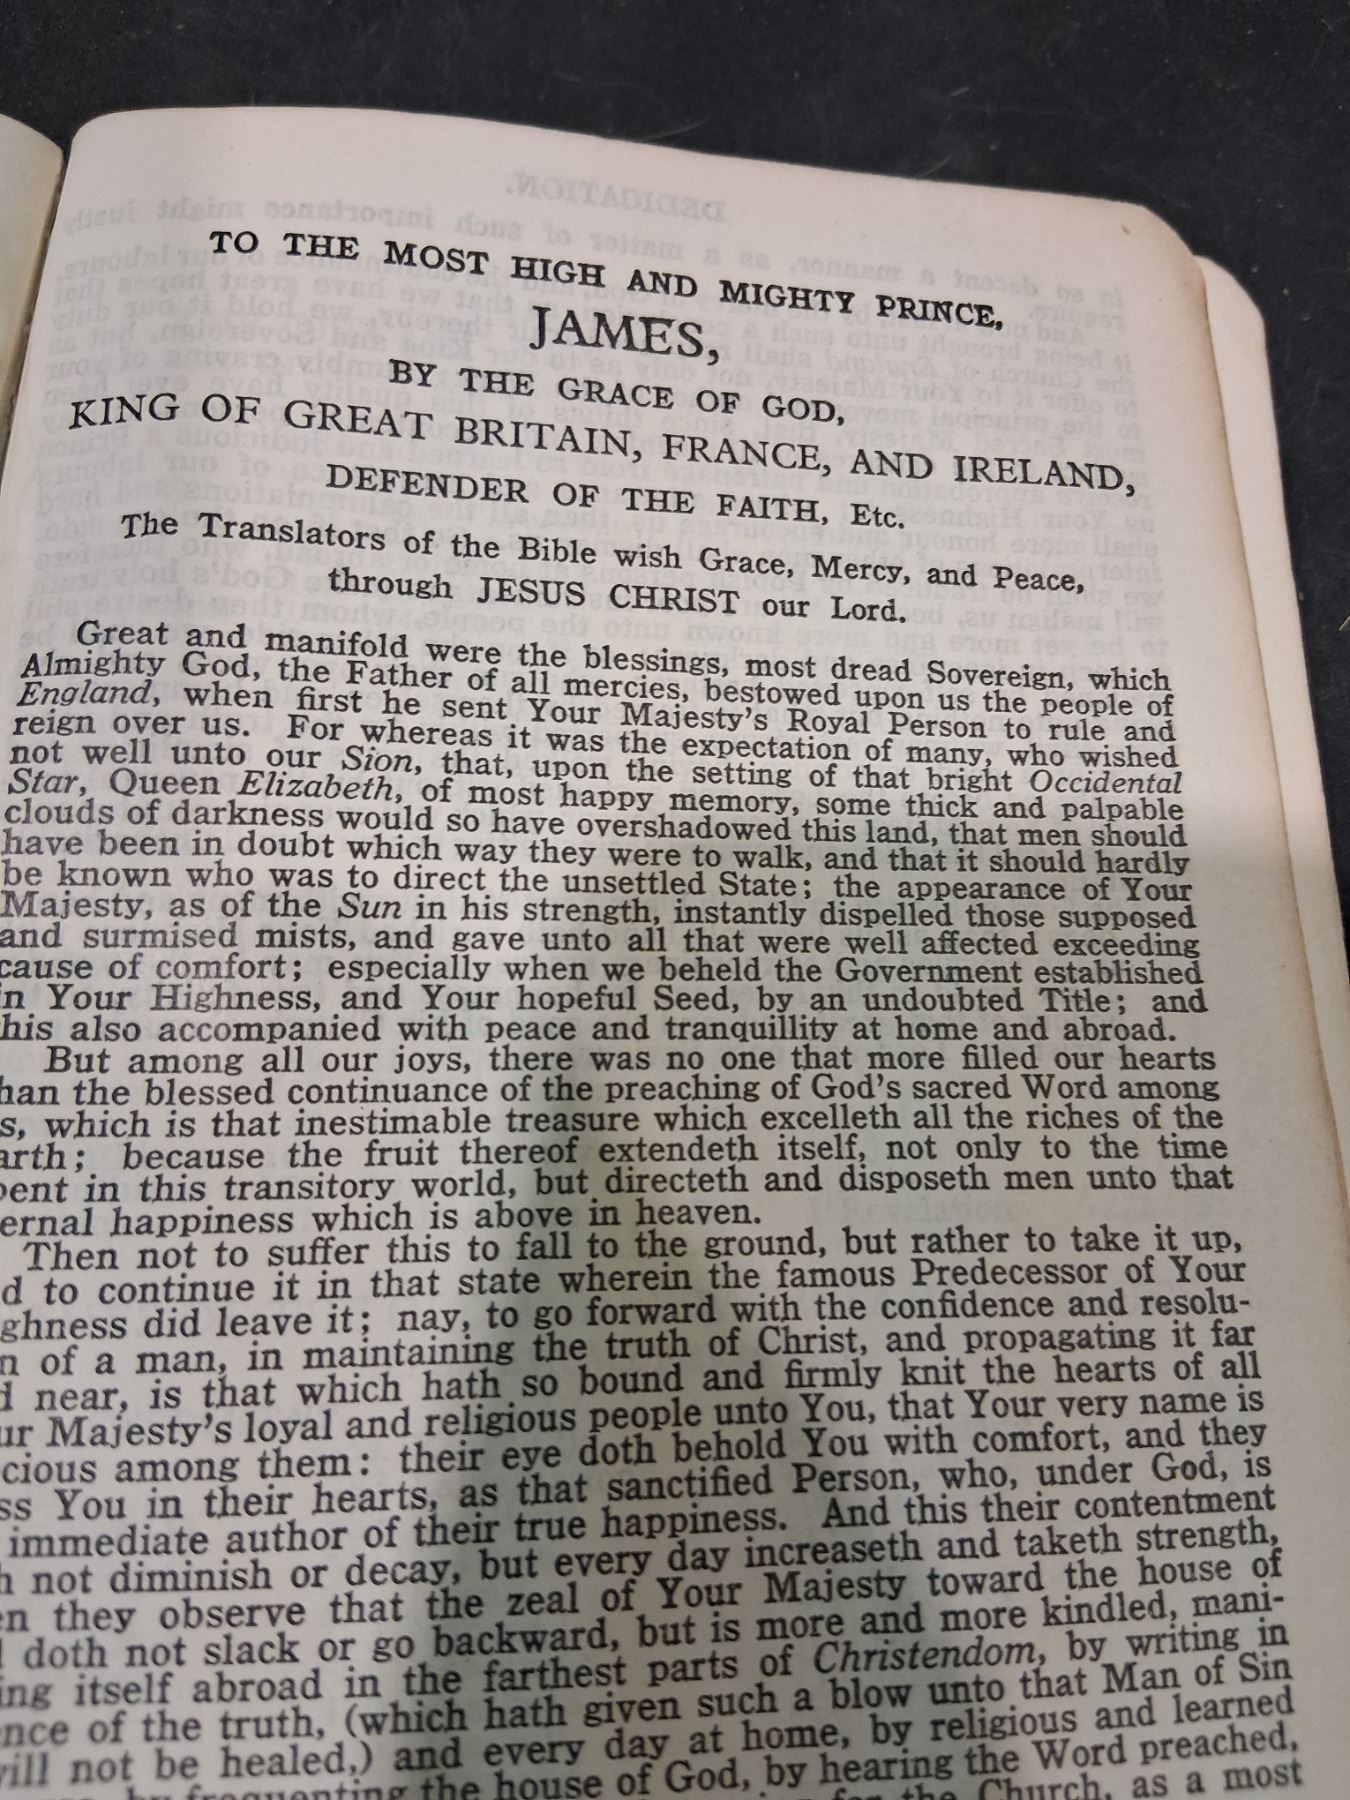 TO THE MOST HIGH AND MIGHTY PRINCE,
JAMES,
BY THE GRACE OF GOD,
KING OF GREAT BRITAIN, FRANCE, AND IRELAND,
DEFENDER OF THE FAITH, Etc.
The Translators of the Bible wish Grace, Mercy, and Peace,
through JESUS CHRIST our Lord.
Great and manifold were the blessings, most dread Sovereign, which
Almighty God, the Father of all mercies, bestowed upon us the people of
England, when first he sent Your Majesty's Royal Person to rule and
reign over us. For whereas it was the expectation of many, who wished
not well unto our Sion, that, upon the setting of that bright Occidental
Star, Queen Elizabeth, of most happy memory, some thick and palpable
clouds of darkness would so have overshadowed this land, that men should
have been in doubt which way they were to walk, and that it should hardly
be known who was to direct the unsettled State; the appearance of Your
Majesty, as of the Sun in his strength, instantly dispelled those supposed
and surmised mists, and gave unto all that were well affected exceeding
cause of comfort; especially when we beheld the Government established
n Your Highness, and Your hopeful Seed, by an undoubted Title; and
his also accompanied with peace and tranquillity at home and abroad.
But among all our joys, there was no one that more filled our hearts
han the blessed continuance of the preaching of God's sacred Word among
s, which is that inestimable treasure which excelleth all the riches of the
arth; because the fruit thereof extendeth itself, not only to the time
pent in this transitory world, but directeth and disposeth men unto that
ernal happiness which is above in heaven.
Then not to suffer this to fall to the ground, but rather to take it up,
d to continue it in that state wherein the famous Predecessor of Your
ghness did leave it; nay, to go forward with the confidence and resolu-
n of a man, in maintaining the truth of Christ, and propagating it far
d near, is that which hath so bound and firmly knit the hearts of all
ur Majesty's loyal and religious people unto You, that Your very name is
cious among them: their eye doth behold You with comfort, and they
ss You in their hearts, as that sanctified Person, who, under God, is
immediate author of their true happiness. And this their contentment
h not diminish or decay, but every day increaseth and taketh strength,
en they observe that the zeal of Your Majesty toward the house of
d doth not slack or go backward, but is more and more kindled, mani-
ing itself abroad in the farthest parts of Christendom, by writing in
nce of the truth, (which hath given such a blow unto that Man of Sin
will not be healed,) and every day at home, by religious and learned
by frequenting the house of God, by hearing the Word preached,
for the Church, as a most